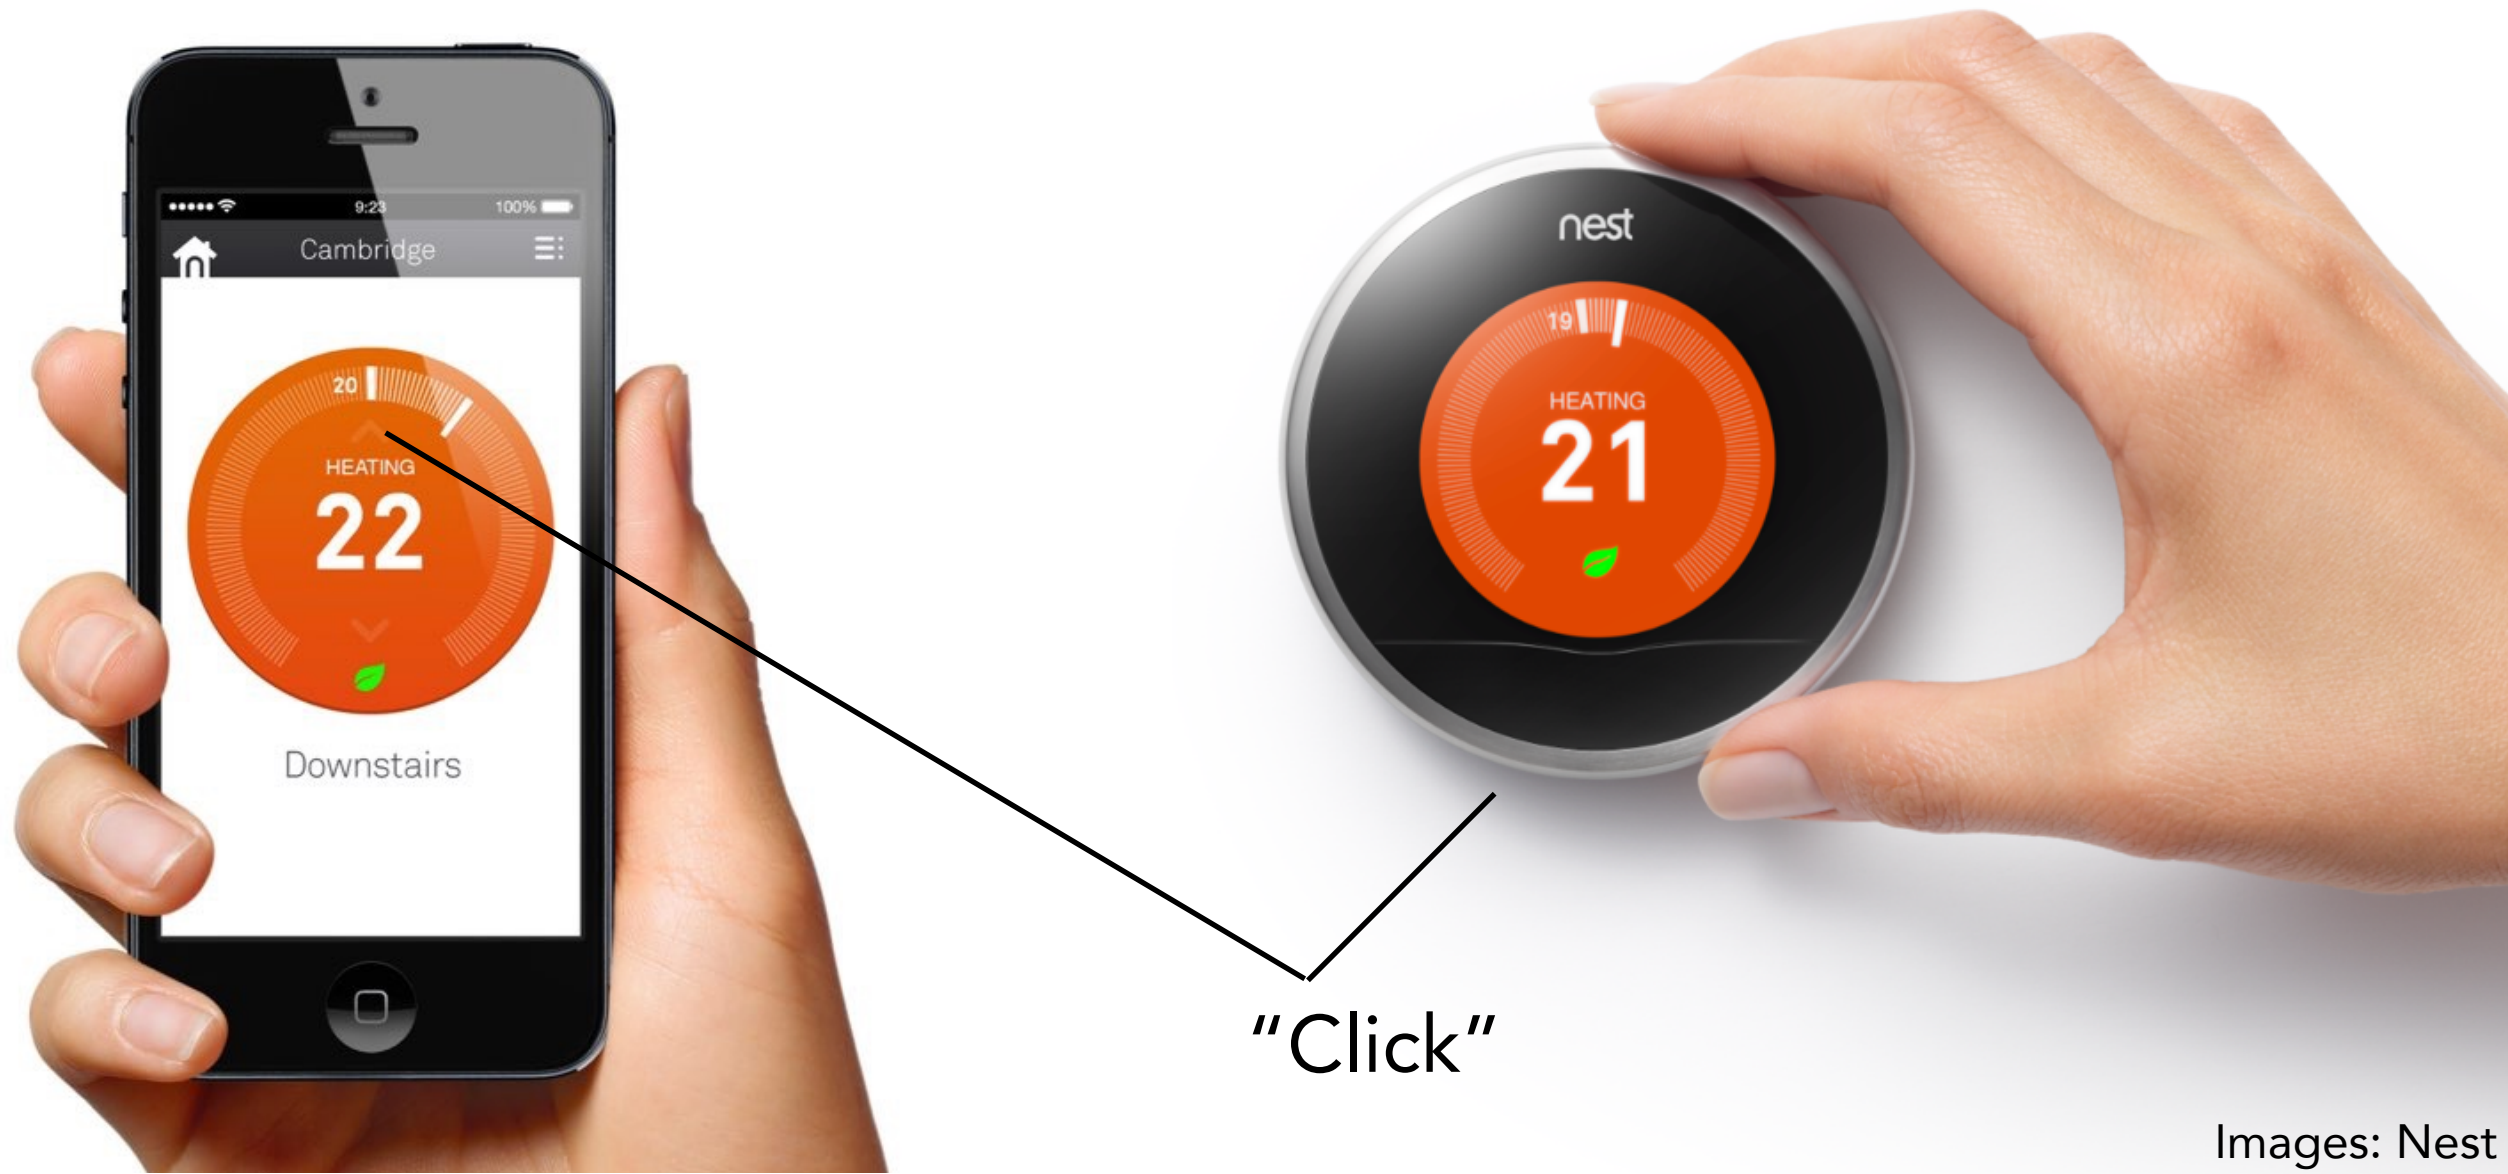 9:23
100%
Cambridge
20
HEATING
22
Downstairs
nest
19
HEATING
21
“Click”
Images: Nest